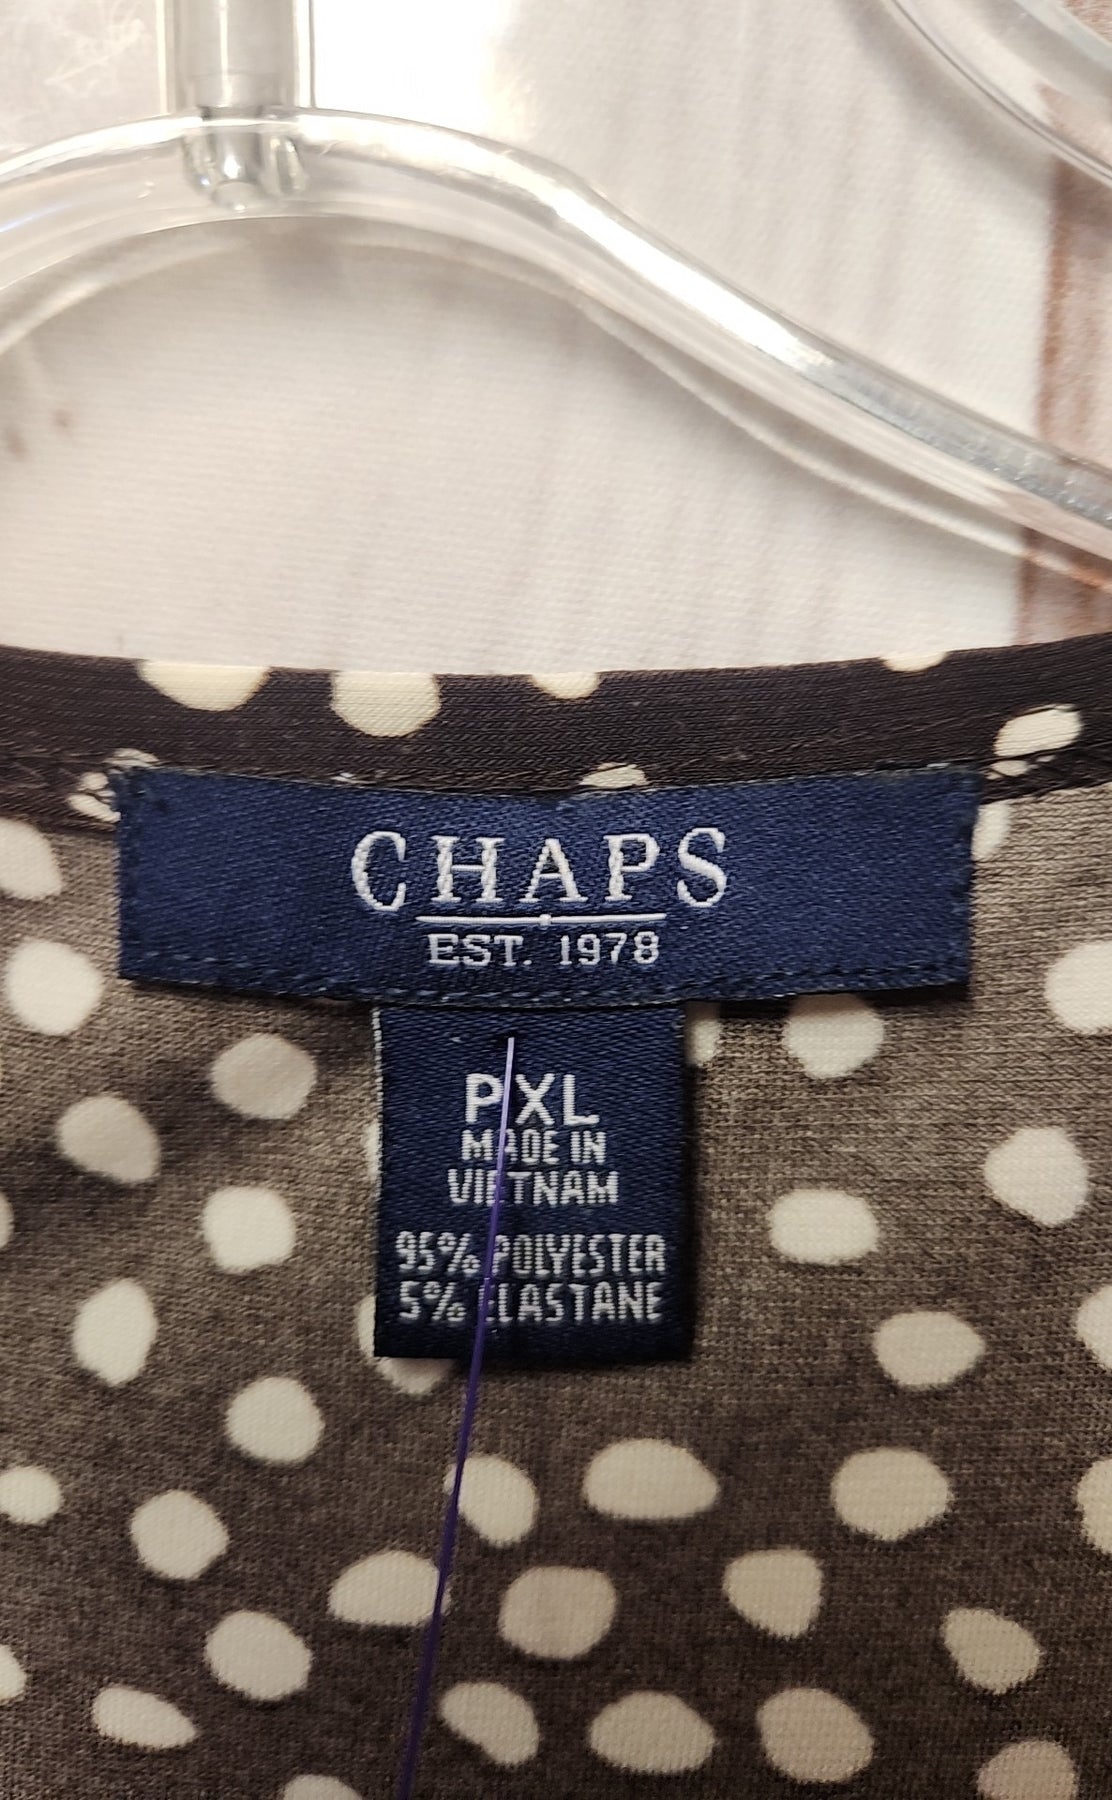 CHAPS
EST. 1978
PXL
MADE IN
VIETNAM
95% POLYESTER
5% ELASTANE